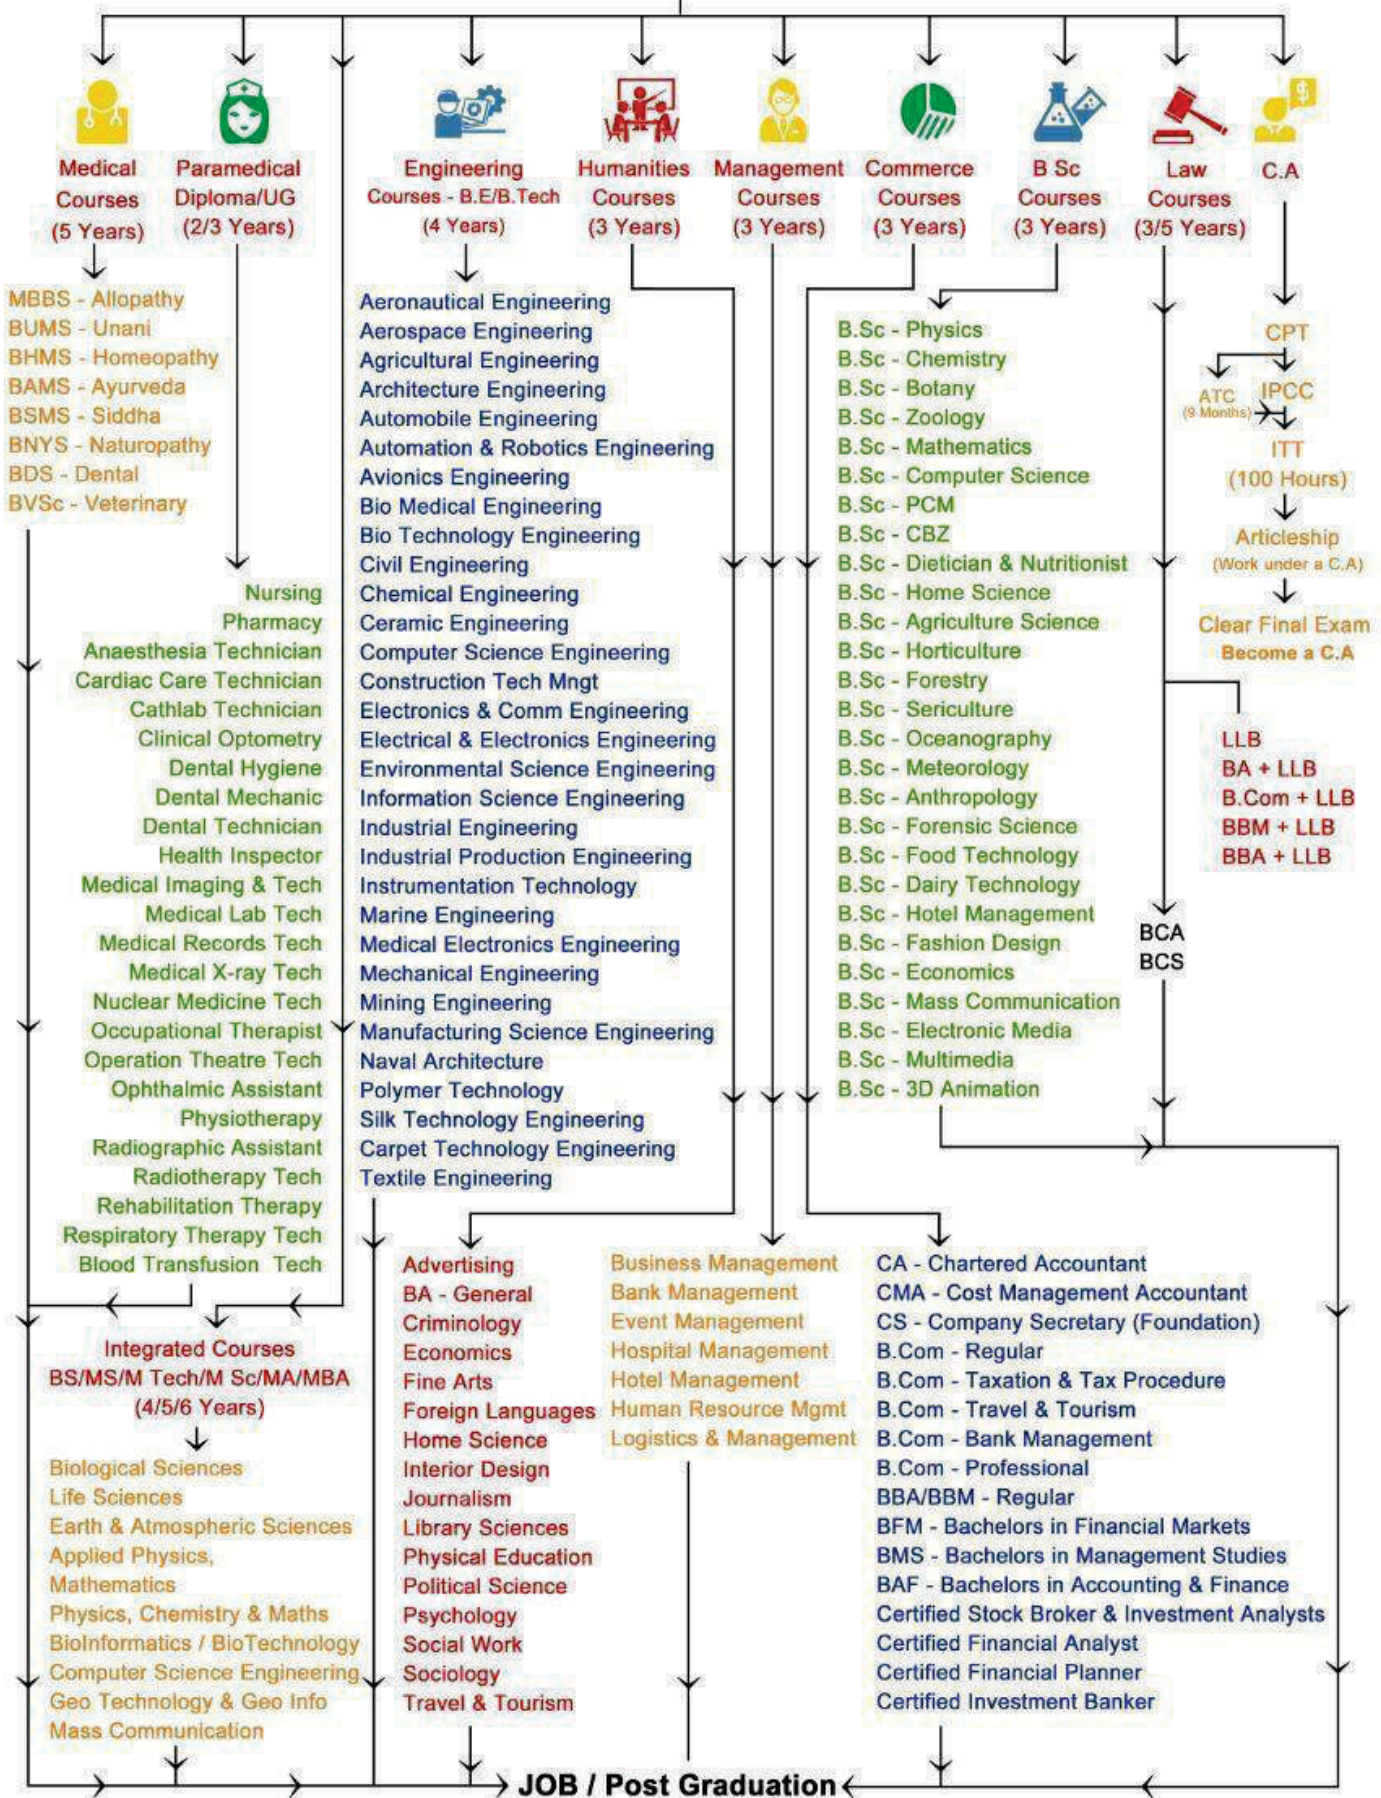 Medical
Courses
(5 Years)
Paramedical
Diploma/UG
(2/3 Years)
Engineering
Courses - B.E/B.Tech
(4 Years)
Humanities
Courses
(3 Years)
Management
Courses
(3 Years)
Commerce
Courses
(3 Years)
B Sc
Courses
(3 Years)
Law
Courses
(3/5 Years)
C.A
MBBS - Allopathy
BUMS - Unani
BHMS - Homeopathy
BAMS - Ayurveda
BSMS - Siddha
BNYS - Naturopathy
BDS - Dental
BVSc - Veterinary
Nursing
Pharmacy
Anaesthesia Technician
Cardiac Care Technician
Cathlab Technician
Clinical Optometry
Dental Hygiene
Dental Mechanic
Dental Technician
Health Inspector
Medical Imaging & Tech
Medical Lab Tech
Medical Records Tech
Medical X-ray Tech
Nuclear Medicine Tech
Occupational Therapist
Operation Theatre Tech
Ophthalmic Assistant
Physiotherapy
Radiographic Assistant
Radiotherapy Tech
Rehabilitation Therapy
Respiratory Therapy Tech
Blood Transfusion Tech
Aeronautical Engineering
Aerospace Engineering
Agricultural Engineering
Architecture Engineering
Automobile Engineering
Automation & Robotics Engineering
Avionics Engineering
Bio Medical Engineering
Bio Technology Engineering
Civil Engineering
Chemical Engineering
Ceramic Engineering
Computer Science Engineering
Construction Tech Mngt
Electronics & Comm Engineering
Electrical & Electronics Engineering
Environmental Science Engineering
Information Science Engineering
Industrial Engineering
Industrial Production Engineering
Instrumentation Technology
Marine Engineering
Medical Electronics Engineering
Mechanical Engineering
Mining Engineering
Manufacturing Science Engineering
Naval Architecture
Polymer Technology
Silk Technology Engineering
Carpet Technology Engineering
Textile Engineering
B.Sc - Physics
B.Sc - Chemistry
B.Sc - Botany
B.Sc - Zoology
B.Sc - Mathematics
B.Sc - Computer Science
B.Sc - PCM
B.Sc - CBZ
B.Sc - Dietician & Nutritionist
B.Sc - Home Science
B.Sc - Agriculture Science
B.Sc - Horticulture
B.Sc - Forestry
B.Sc - Sericulture
B.Sc - Oceanography
B.Sc - Meteorology
B.Sc - Anthropology
B.Sc - Forensic Science
B.Sc - Food Technology
B.Sc - Dairy Technology
B.Sc - Hotel Management
B.Sc - Fashion Design
B.Sc - Economics
B.Sc - Mass Communication
B.Sc - Electronic Media
B.Sc - Multimedia
B.Sc - 3D Animation
CPT
ATC
(9 Months)
IPCC
ITT
(100 Hours)
Articleship
(Work under a C.A)
Clear Final Exam
Become a C.A
LLB
BA + LLB
B.Com + LLB
BBM + LLB
BBA + LLB
BCA
BCS
Integrated Courses
BS/MS/M Tech/M Sc/MA/MBA
(4/5/6 Years)
Biological Sciences
Life Sciences
Earth & Atmospheric Sciences
Applied Physics,
Mathematics
Physics, Chemistry & Maths
BioInformatics / BioTechnology
Computer Science Engineering
Geo Technology & Geo Info
Mass Communication
Advertising
BA - General
Criminology
Economics
Fine Arts
Foreign Languages
Home Science
Interior Design
Journalism
Library Sciences
Physical Education
Political Science
Psychology
Social Work
Sociology
Travel & Tourism
Business Management
Bank Management
Event Management
Hospital Management
Hotel Management
Human Resource Mgmt
Logistics & Management
CA - Chartered Accountant
CMA - Cost Management Accountant
CS - Company Secretary (Foundation)
B.Com - Regular
B.Com - Taxation & Tax Procedure
B.Com - Travel & Tourism
B.Com - Bank Management
B.Com - Professional
BBA/BBM - Regular
BFM - Bachelors in Financial Markets
BMS - Bachelors in Management Studies
BAF - Bachelors in Accounting & Finance
Certified Stock Broker & Investment Analysts
Certified Financial Analyst
Certified Financial Planner
Certified Investment Banker
JOB / Post Graduation